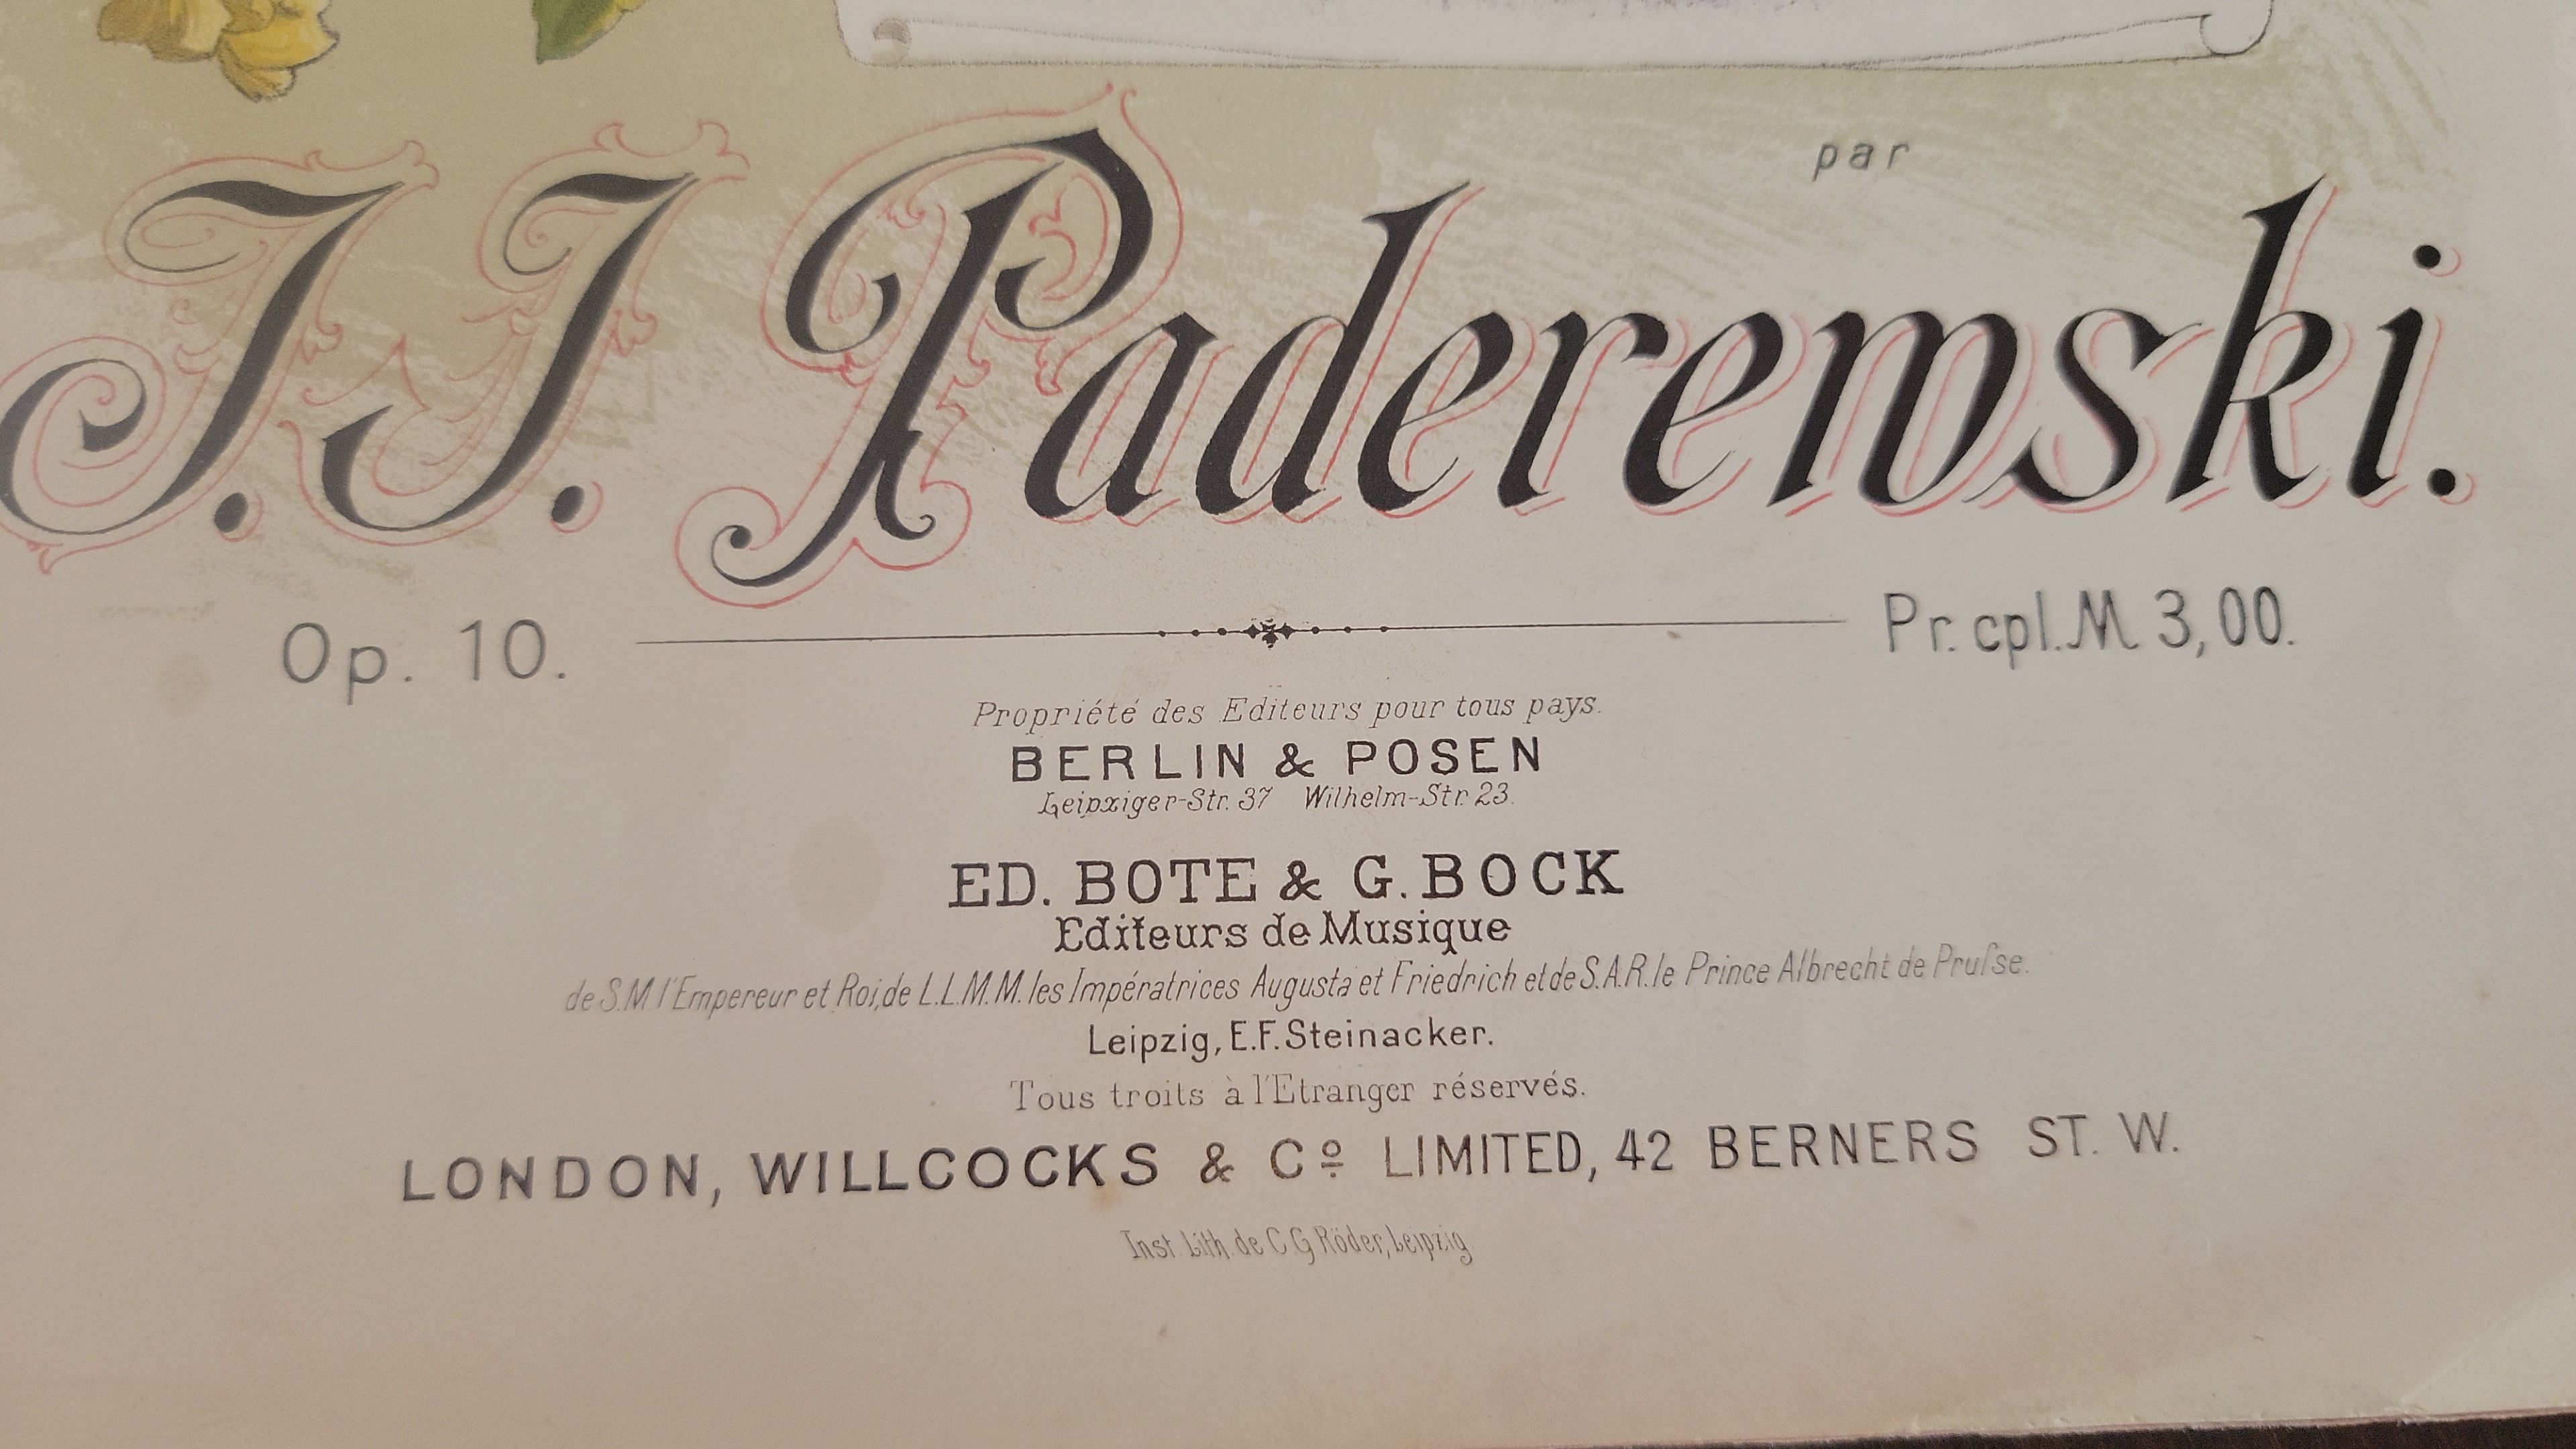 par
J. J. Paderewski.
Op. 10. Pr. cpl. M 3,00.
Propriété des Editeurs pour tous pays.
BERLIN & POSEN
Leipziger-Str. 37 Wilhelm-Str. 23.
ED. BOTE & G. BOCK
Editeurs de Musique
de S.M. l'Empereur et Roi, de L.L.M.M. les Impératrices Augusta et Friedrich et de S.A.R. le Prince Albrecht de Pruſse.
Leipzig, E.F. Steinacker.
Tous troits à l'Etranger réservés.
LONDON, WILLCOCKS & Cº LIMITED, 42 BERNERS ST. W.
Inst. Lith. de C G Röder, Leipzig.